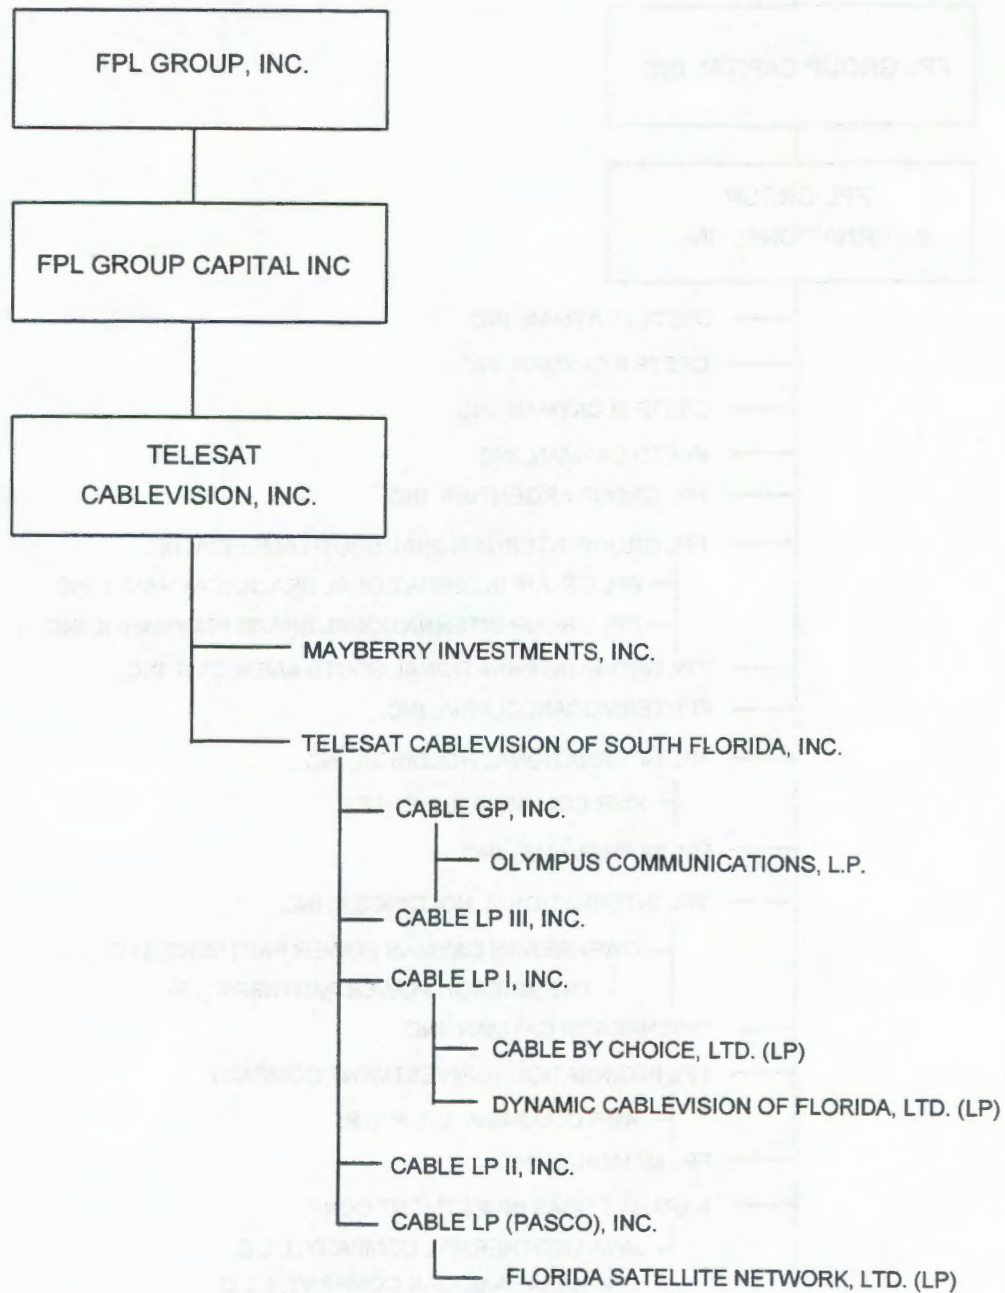 FPL GROUP, INC.
FPL GROUP CAPITAL INC
TELESAT
CABLEVISION, INC.
MAYBERRY INVESTMENTS, INC.
TELESAT CABLEVISION OF SOUTH FLORIDA, INC.
CABLE GP, INC.
OLYMPUS COMMUNICATIONS, L.P.
CABLE LP III, INC.
CABLE LP I, INC.
CABLE BY CHOICE, LTD. (LP)
DYNAMIC CABLEVISION OF FLORIDA, LTD. (LP)
CABLE LP II, INC.
CABLE LP (PASCO), INC.
FLORIDA SATELLITE NETWORK, LTD. (LP)